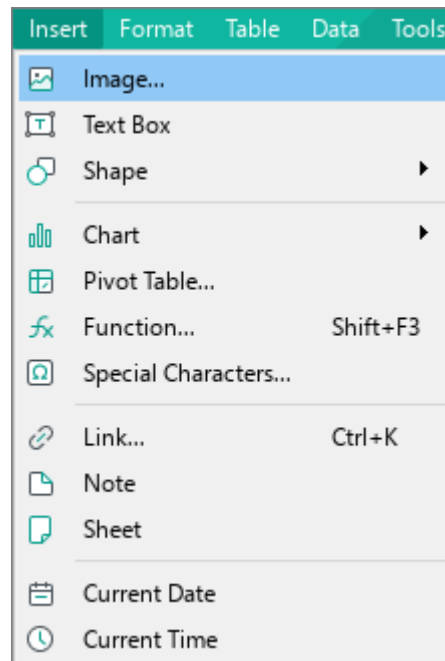 Insert Format Table Data Tools
Image...
Text Box
Shape
Chart
Pivot Table...
Function... Shift+F3
Special Characters...
Link... Ctrl+K
Note
Sheet
Current Date
Current Time